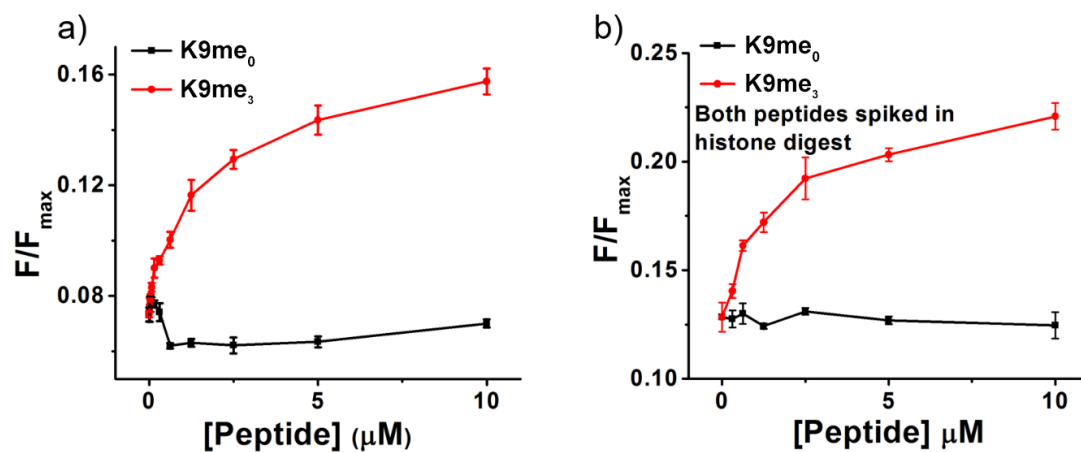 a)
K9me₀
K9me₃
0.16
0.12
0.08
F/Fmax
0
5
10
[Peptide] (μM)
b)
K9me₀
K9me₃
Both peptides spiked in
histone digest
0.25
0.20
0.15
0.10
F/Fmax
0
5
10
[Peptide] μM